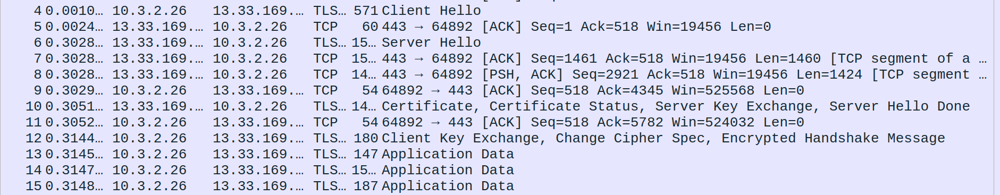 4 0.0010… 10.3.2.26 13.33.169.… TLS… 571 Client Hello
5 0.0024… 13.33.169.… 10.3.2.26 TCP 60 443 → 64892 [ACK] Seq=1 Ack=518 Win=19456 Len=0
6 0.3028… 13.33.169.… 10.3.2.26 TLS… 15… Server Hello
7 0.3028… 13.33.169.… 10.3.2.26 TCP 15… 443 → 64892 [ACK] Seq=1461 Ack=518 Win=19456 Len=1460 [TCP segment of a …
8 0.3028… 13.33.169.… 10.3.2.26 TCP 14… 443 → 64892 [PSH, ACK] Seq=2921 Ack=518 Win=19456 Len=1424 [TCP segment …
9 0.3029… 10.3.2.26 13.33.169.… TCP 54 64892 → 443 [ACK] Seq=518 Ack=4345 Win=525568 Len=0
10 0.3051… 13.33.169.… 10.3.2.26 TLS… 14… Certificate, Certificate Status, Server Key Exchange, Server Hello Done
11 0.3052… 10.3.2.26 13.33.169.… TCP 54 64892 → 443 [ACK] Seq=518 Ack=5782 Win=524032 Len=0
12 0.3144… 10.3.2.26 13.33.169.… TLS… 180 Client Key Exchange, Change Cipher Spec, Encrypted Handshake Message
13 0.3145… 10.3.2.26 13.33.169.… TLS… 147 Application Data
14 0.3147… 10.3.2.26 13.33.169.… TLS… 15… Application Data
15 0.3148… 10.3.2.26 13.33.169.… TLS… 187 Application Data